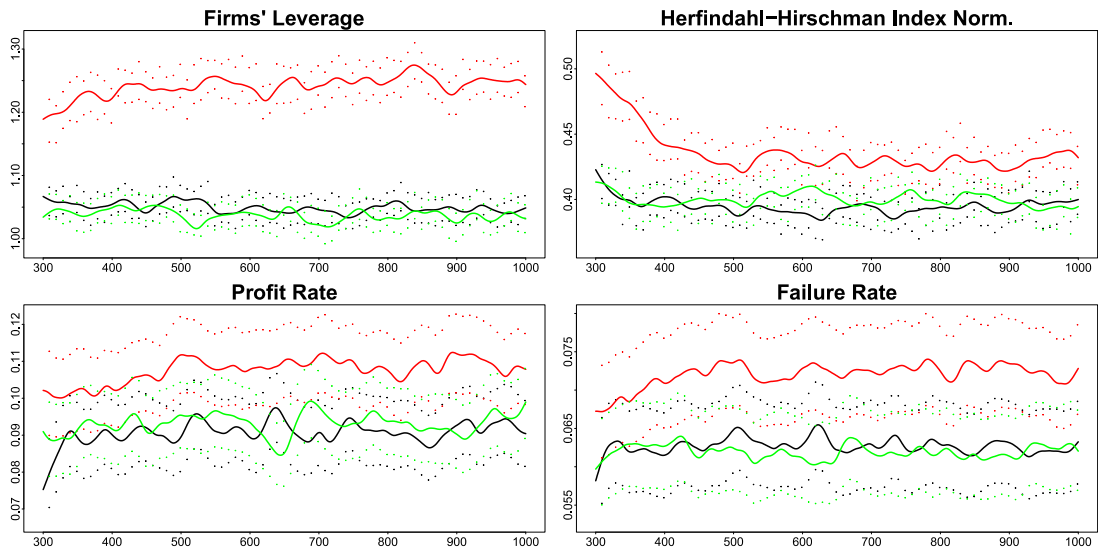 Firms' Leverage
1.30
1.20
1.10
1.00
300 400 500 600 700 800 900 1000
Herfindahl−Hirschman Index Norm.
0.50
0.45
0.40
300 400 500 600 700 800 900 1000
Profit Rate
0.12
0.11
0.10
0.09
0.08
0.07
300 400 500 600 700 800 900 1000
Failure Rate
0.075
0.065
0.055
300 400 500 600 700 800 900 1000